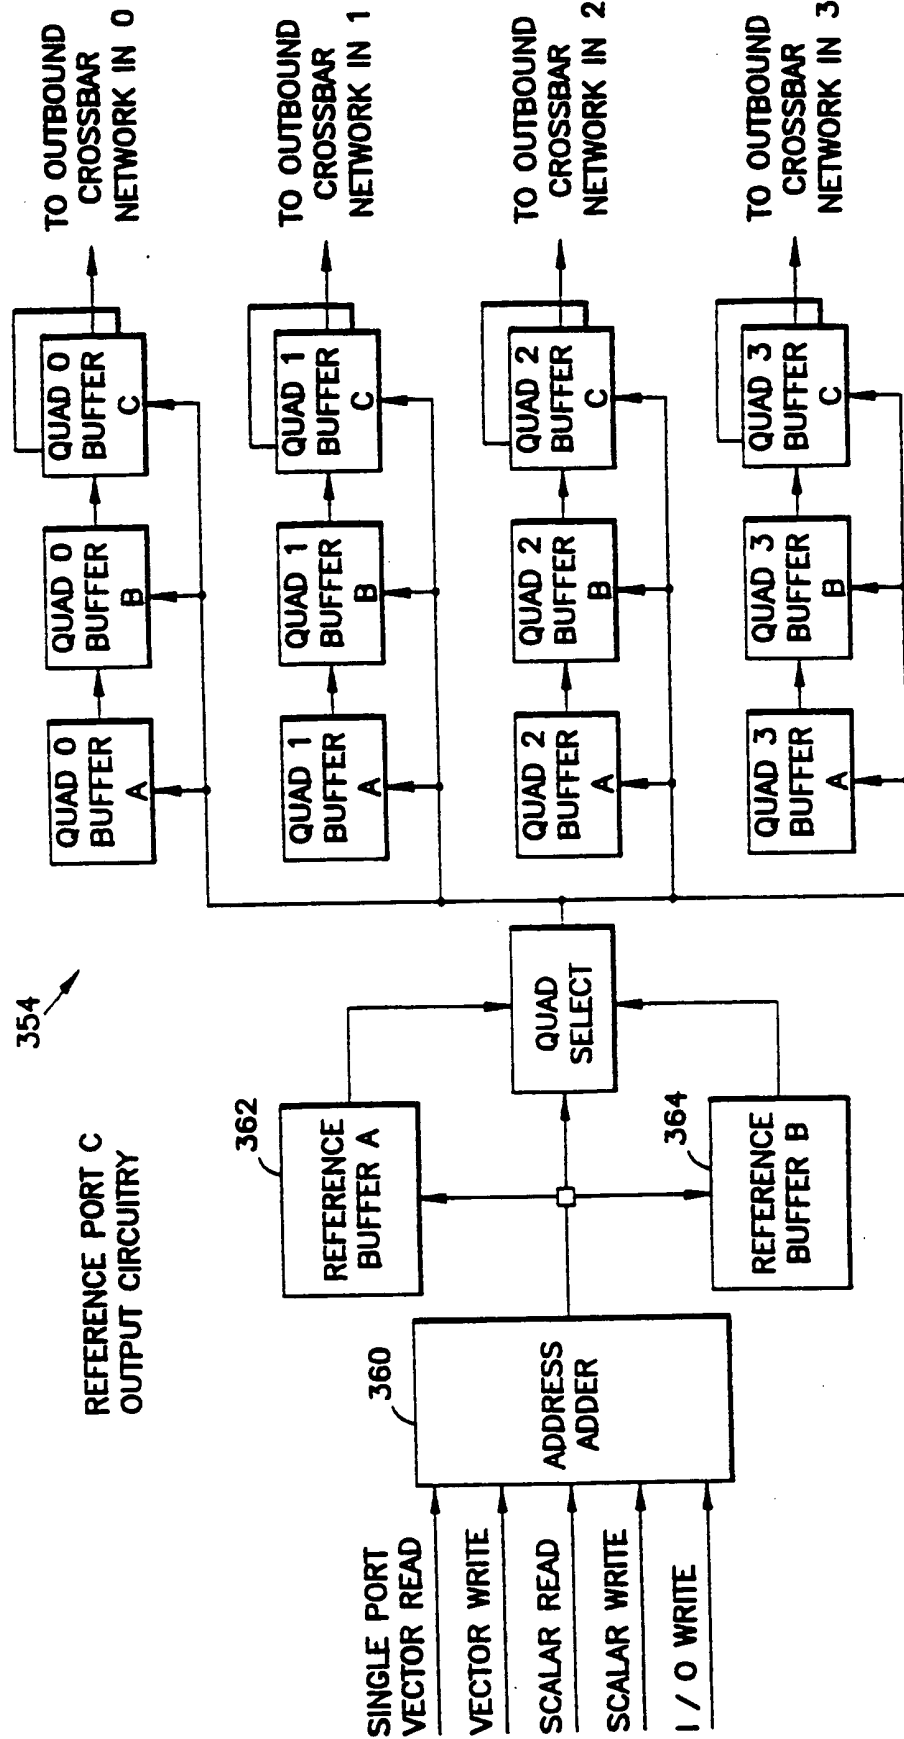 REFERENCE PORT C
OUTPUT CIRCUITRY
354
SINGLE PORT
VECTOR READ
VECTOR WRITE
SCALAR READ
SCALAR WRITE
I / O WRITE
360
ADDRESS
ADDER
362
REFERENCE
BUFFER A
364
REFERENCE
BUFFER B
QUAD
SELECT
QUAD 0
BUFFER
A
QUAD 0
BUFFER
B
QUAD 0
BUFFER
C
TO OUTBOUND
CROSSBAR
NETWORK IN 0
QUAD 1
BUFFER
A
QUAD 1
BUFFER
B
QUAD 1
BUFFER
C
TO OUTBOUND
CROSSBAR
NETWORK IN 1
QUAD 2
BUFFER
A
QUAD 2
BUFFER
B
QUAD 2
BUFFER
C
TO OUTBOUND
CROSSBAR
NETWORK IN 2
QUAD 3
BUFFER
A
QUAD 3
BUFFER
B
QUAD 3
BUFFER
C
TO OUTBOUND
CROSSBAR
NETWORK IN 3